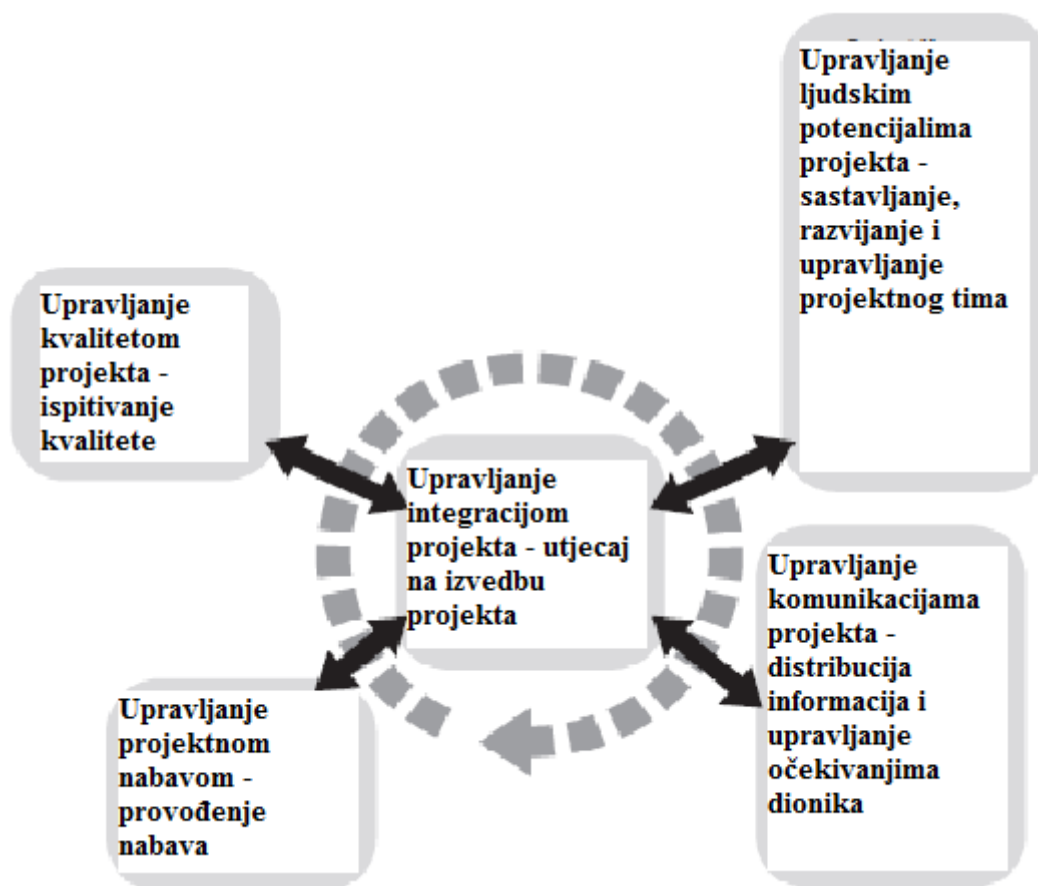 Upravljanje
ljudskim
potencijalima
projekta -
sastavljanje,
razvijanje i
upravljanje
projektnog tima
Upravljanje
kvalitetom
projekta -
ispitivanje
kvalitete
Upravljanje
integracijom
projekta - utjecaj
na izvedbu
projekta
Upravljanje
komunikacijama
projekta -
distribucija
informacija i
upravljanje
očekivanjima
dionika
Upravljanje
projektnom
nabavom -
provođenje
nabava